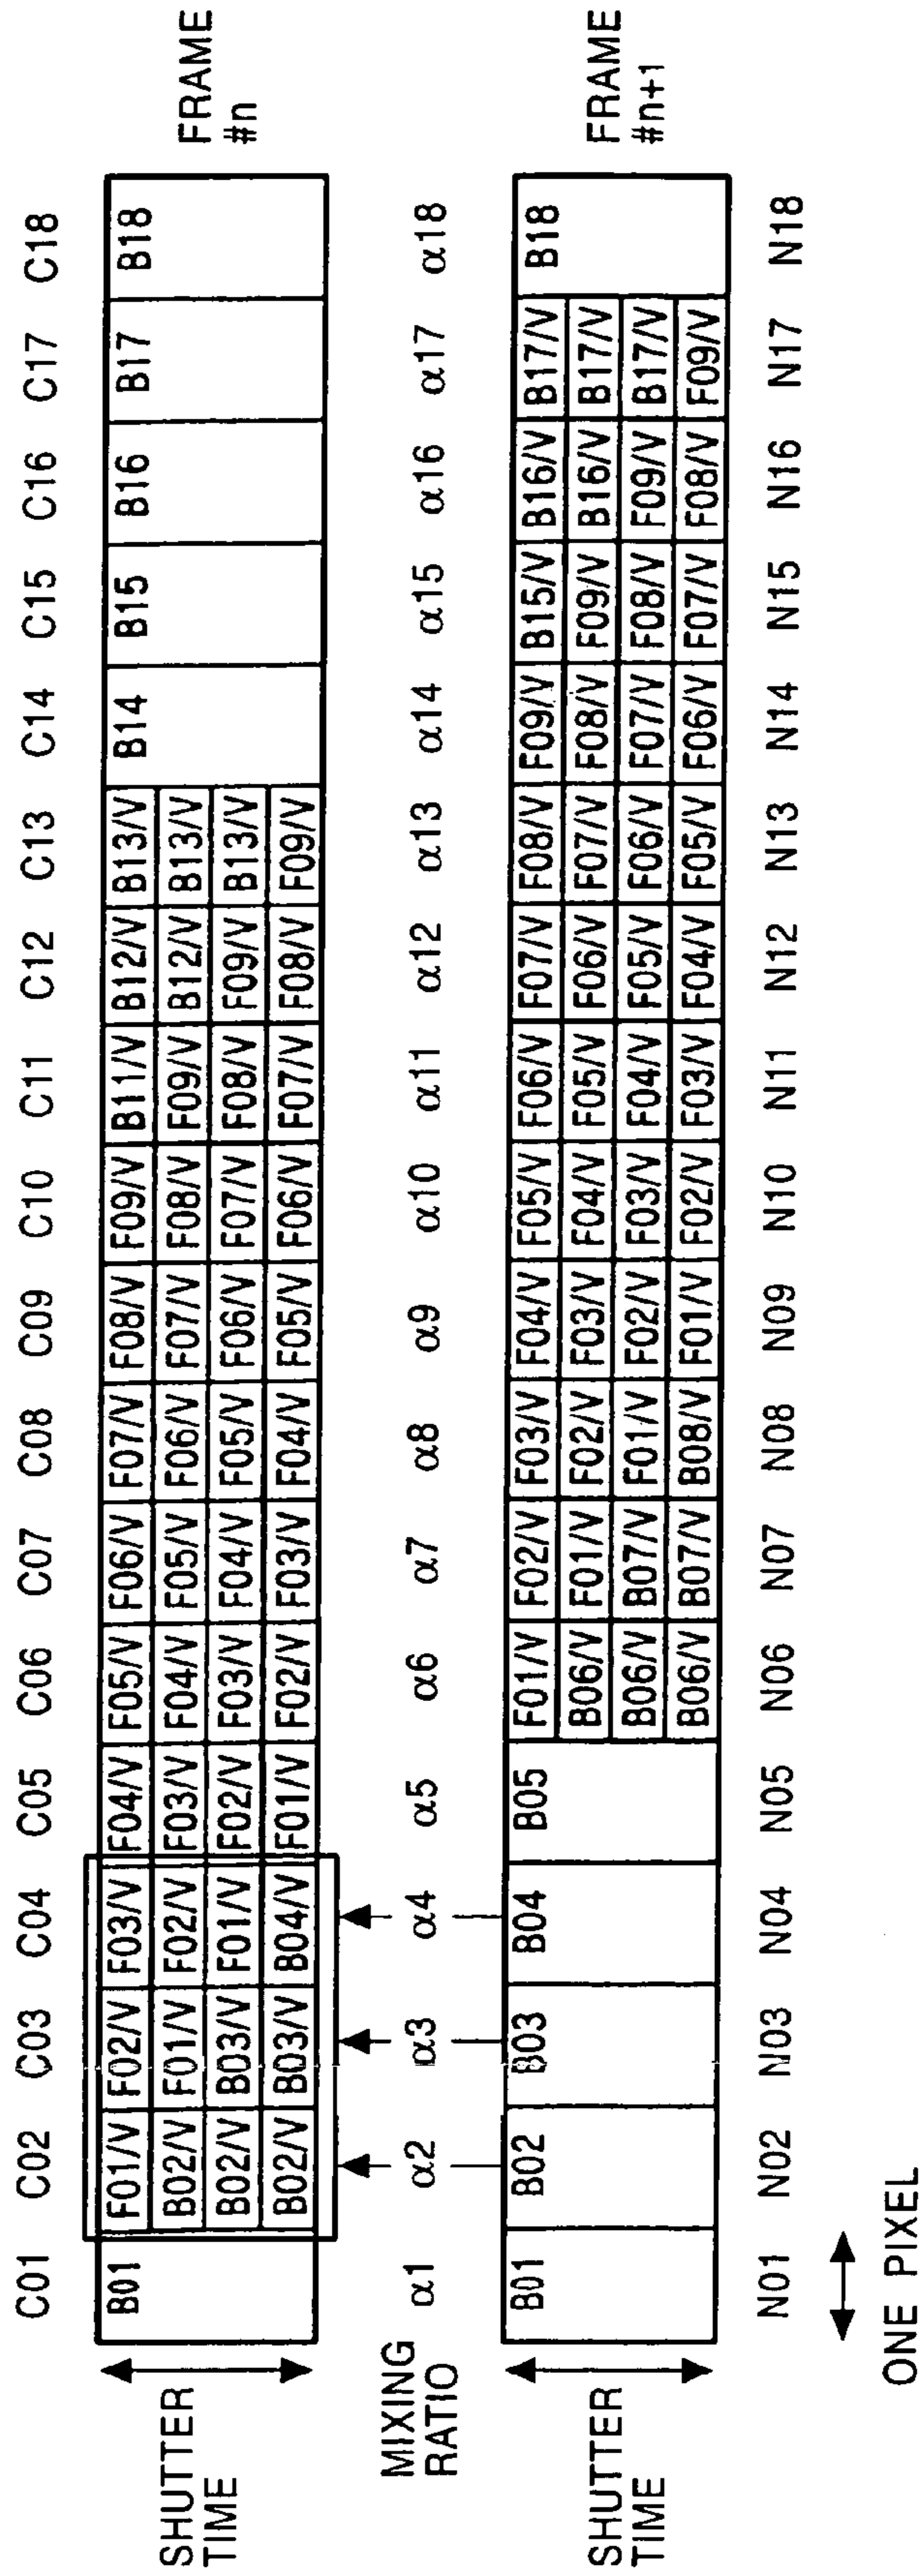 C01 C02 C03 C04 C05 C06 C07 C08 C09 C10 C11 C12 C13 C14 C15 C16 C17 C18
B01 F01/V F02/V F03/V F04/V F05/V F06/V F07/V F08/V F09/V B11/V B12/V B13/V B14 B15 B16 B17 B18
B02/V F01/V F02/V F03/V F04/V F05/V F06/V F07/V F08/V F09/V B12/V B13/V
B02/V B03/V F01/V F02/V F03/V F04/V F05/V F06/V F07/V F08/V F09/V B13/V
B02/V B03/V B04/V F01/V F02/V F03/V F04/V F05/V F06/V F07/V F08/V F09/V
SHUTTER
TIME
FRAME
#n
MIXING
RATIO
α1 α2 α3 α4 α5 α6 α7 α8 α9 α10 α11 α12 α13 α14 α15 α16 α17 α18
B01 B02 B03 B04 B05 F01/V F02/V F03/V F04/V F05/V F06/V F07/V F08/V F09/V B15/V B16/V B17/V B18
B06/V F01/V F02/V F03/V F04/V F05/V F06/V F07/V F08/V F09/V B16/V B17/V
B06/V B07/V F01/V F02/V F03/V F04/V F05/V F06/V F07/V F08/V F09/V B17/V
B06/V B07/V B08/V F01/V F02/V F03/V F04/V F05/V F06/V F07/V F08/V F09/V
SHUTTER
TIME
FRAME
#n+1
N01 N02 N03 N04 N05 N06 N07 N08 N09 N10 N11 N12 N13 N14 N15 N16 N17 N18
ONE PIXEL